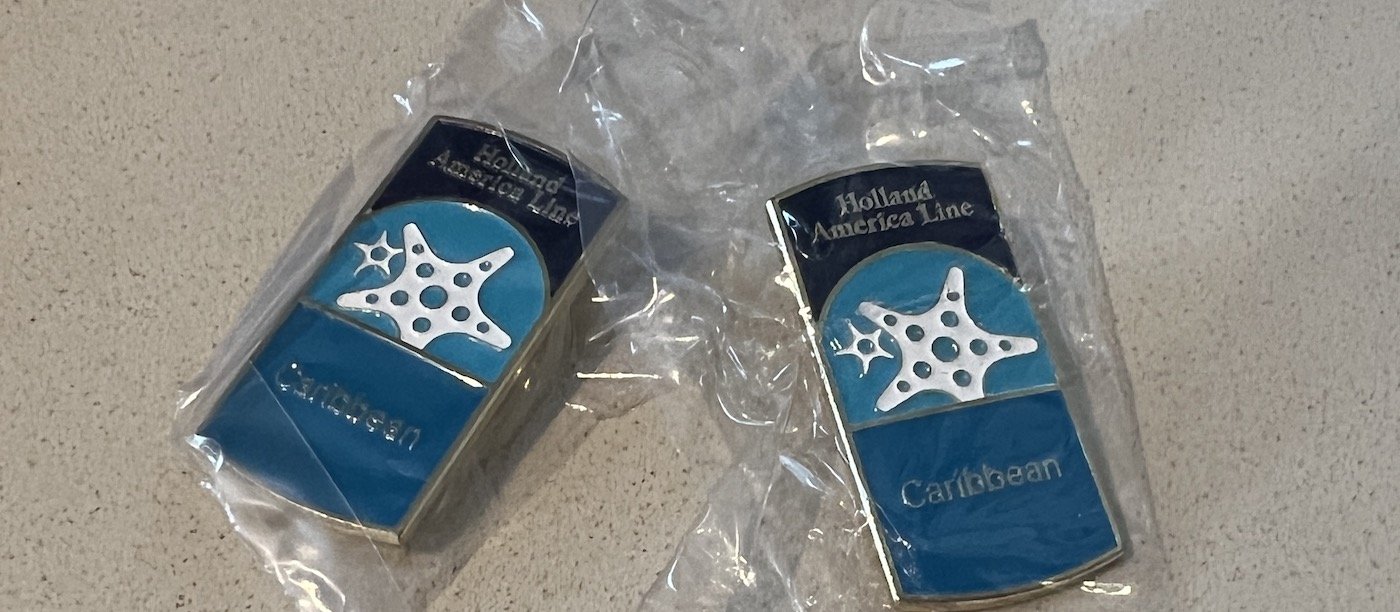 Holland
America Line
Caribbean
Holland
America Line
Caribbean